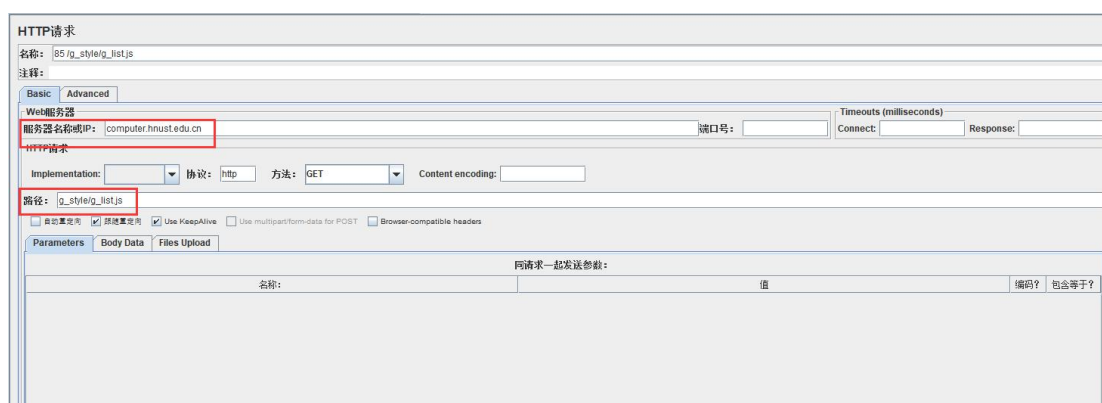 HTTP请求
名称: 85 /g_style/g_list.js
注释:
Basic Advanced
Web服务器 Timeouts (milliseconds)
服务器名称或IP: computer.hnust.edu.cn 端口号: Connect: Response:
HTTP请求
Implementation: 协议: http 方法: GET Content encoding:
路径: g_style/g_list.js
自动重定向 跟随重定向 Use KeepAlive Use multipart/form-data for POST Browser-compatible headers
Parameters Body Data Files Upload
同请求一起发送参数:
名称: 值 编码? 包含等于?